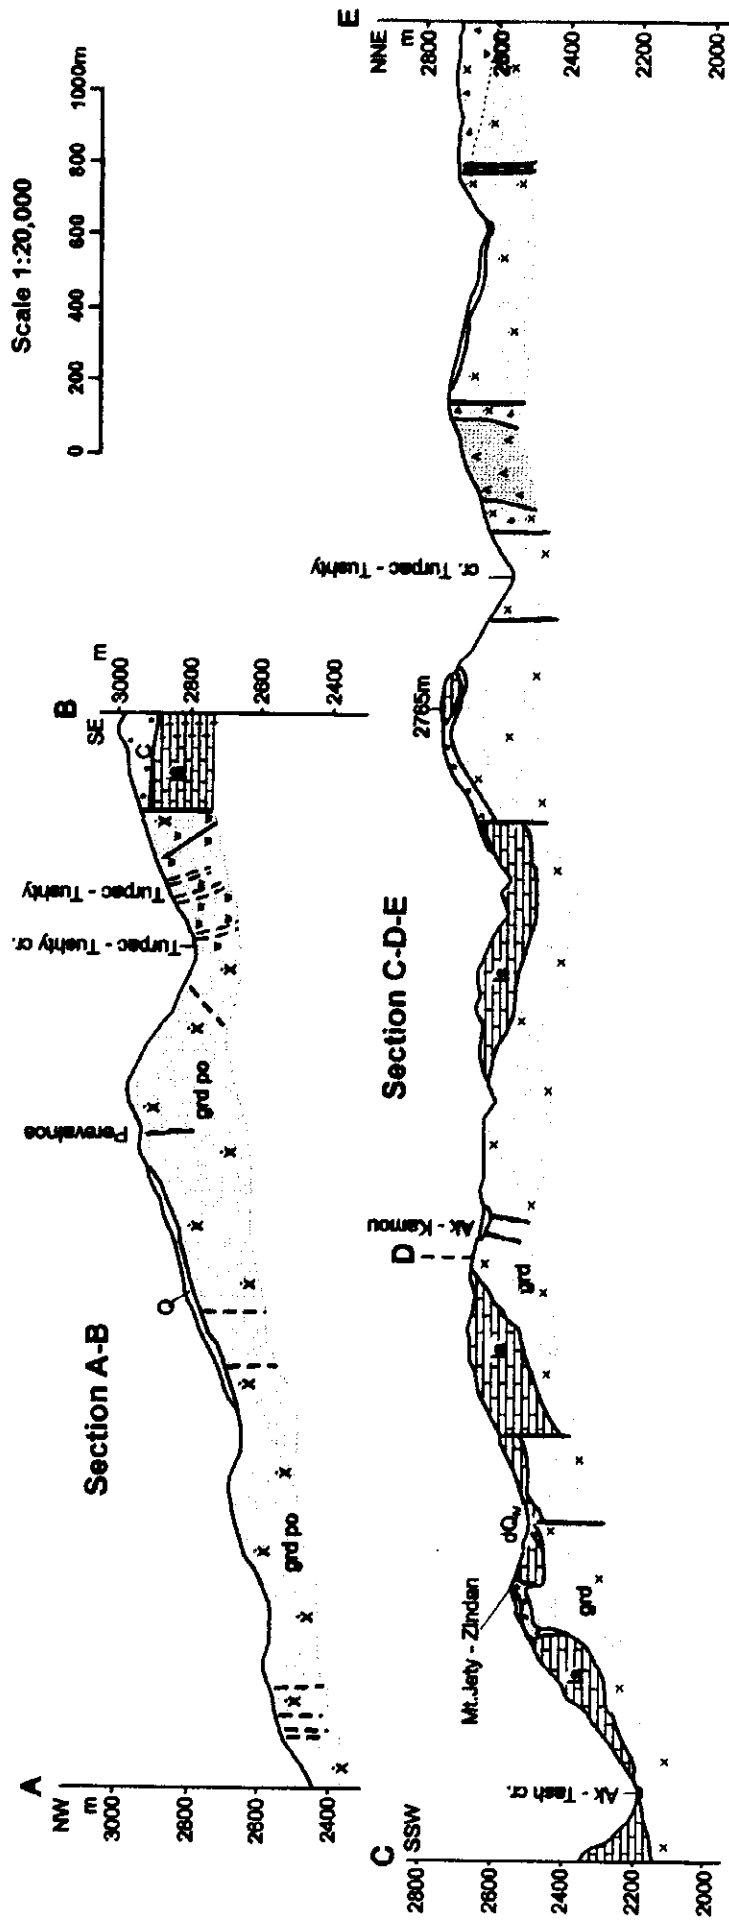 Scale 1:20,000
0 200 400 600 800 1000m
Section A-B
A
NW
m
3000
2800
2600
2400
Q
grd po
Perevalnoe
grd po
Turpac - Tushty cr.
Turpac - Tushty
B
SE
m
3000
2800
2600
2400
C
Section C-D-E
C
SSW
2800
2600
2400
2200
2000
Ak - Tash cr.
Mt.Jety - Zindan
grd
D
grd
Ak - Kamou
2765m
cr. Turpac - Tushty
E
NNE
m
2800
2600
2400
2200
2000